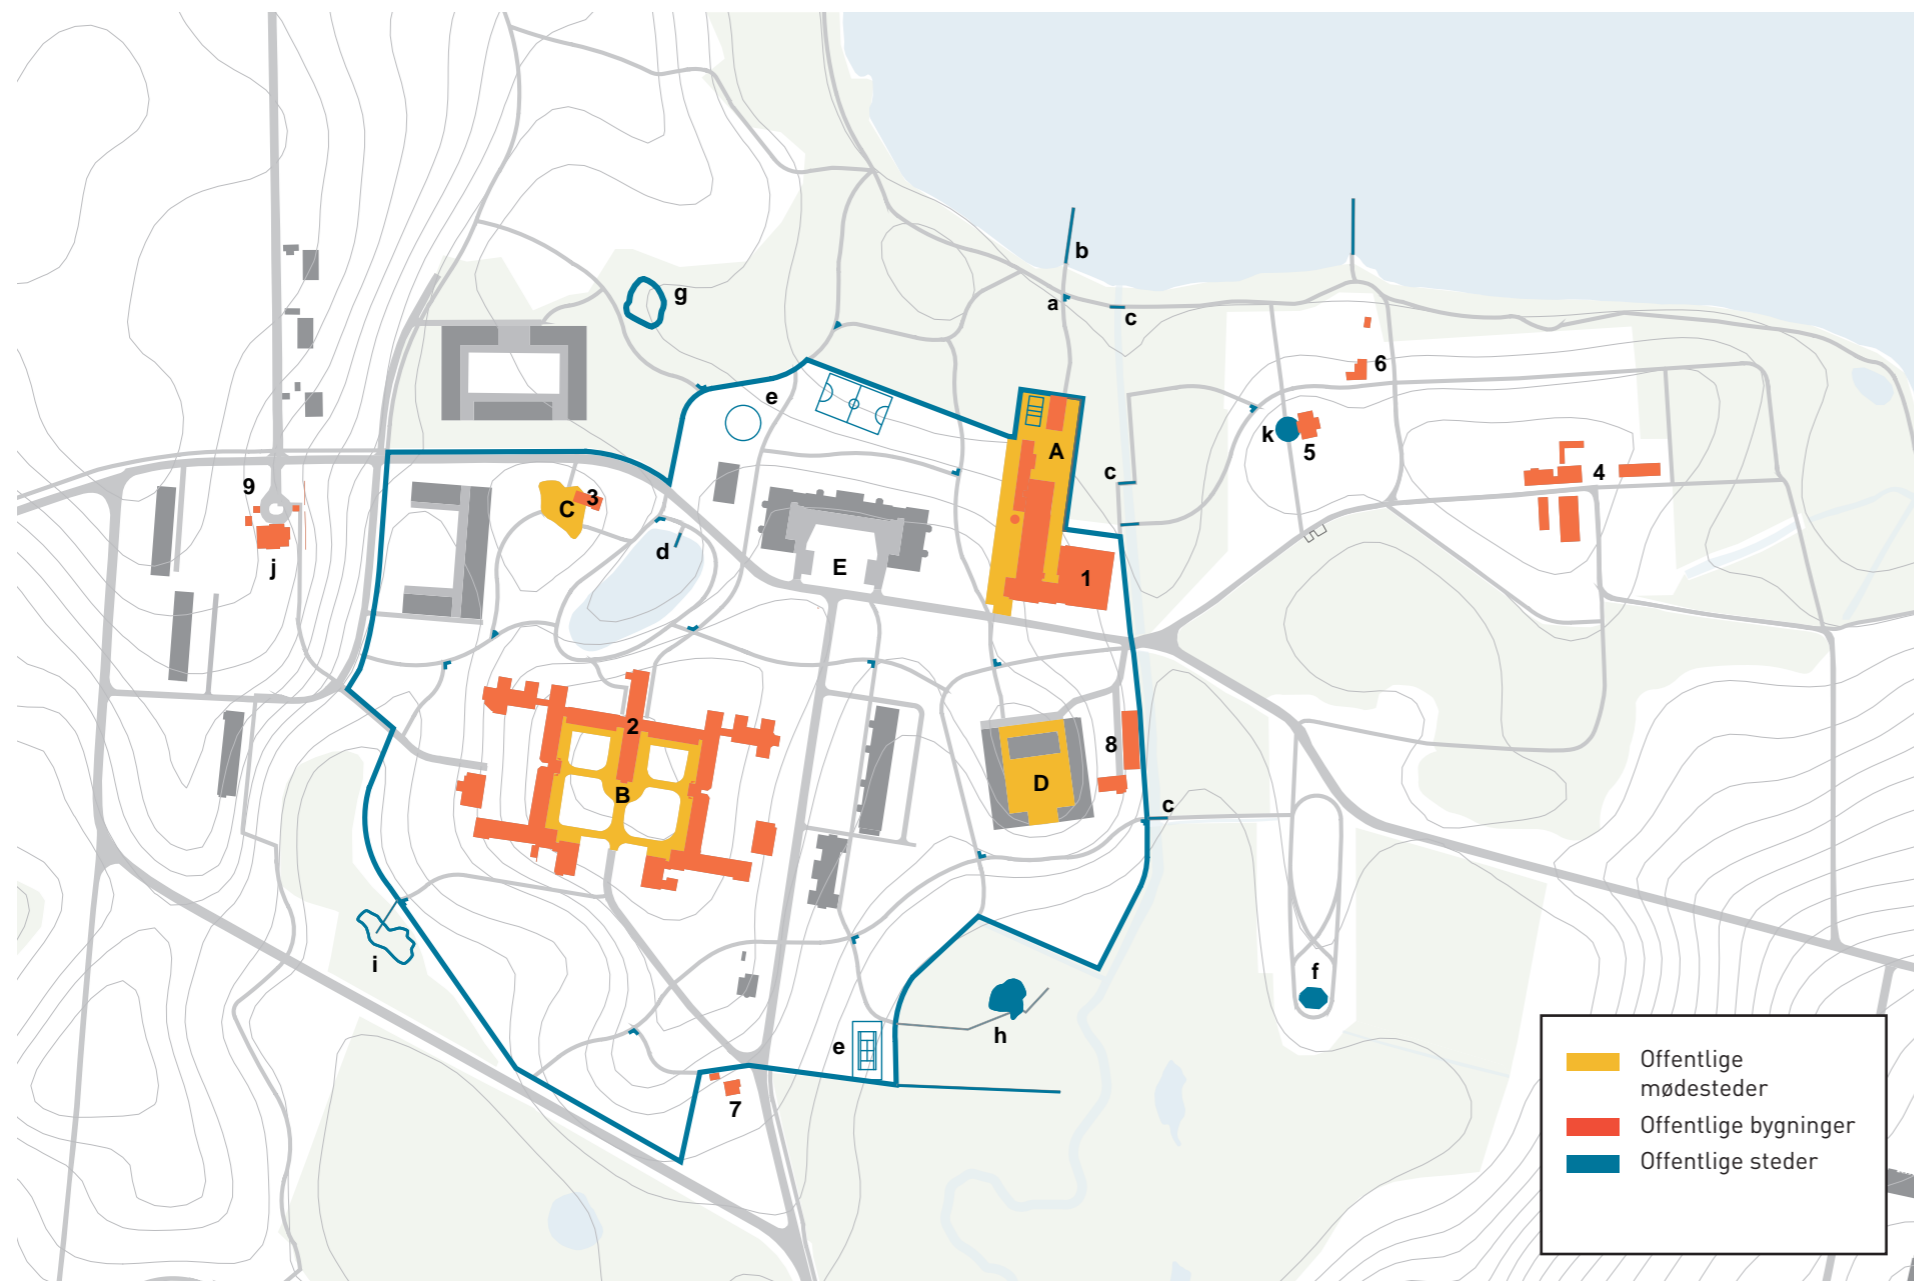 b
g
a
c
6
e
k
5
A
c
4
9
3
C
d
j
E
1
2
8
B
D
c
i
f
h
e
7
Offentlige
mødesteder
Offentlige bygninger
Offentlige steder